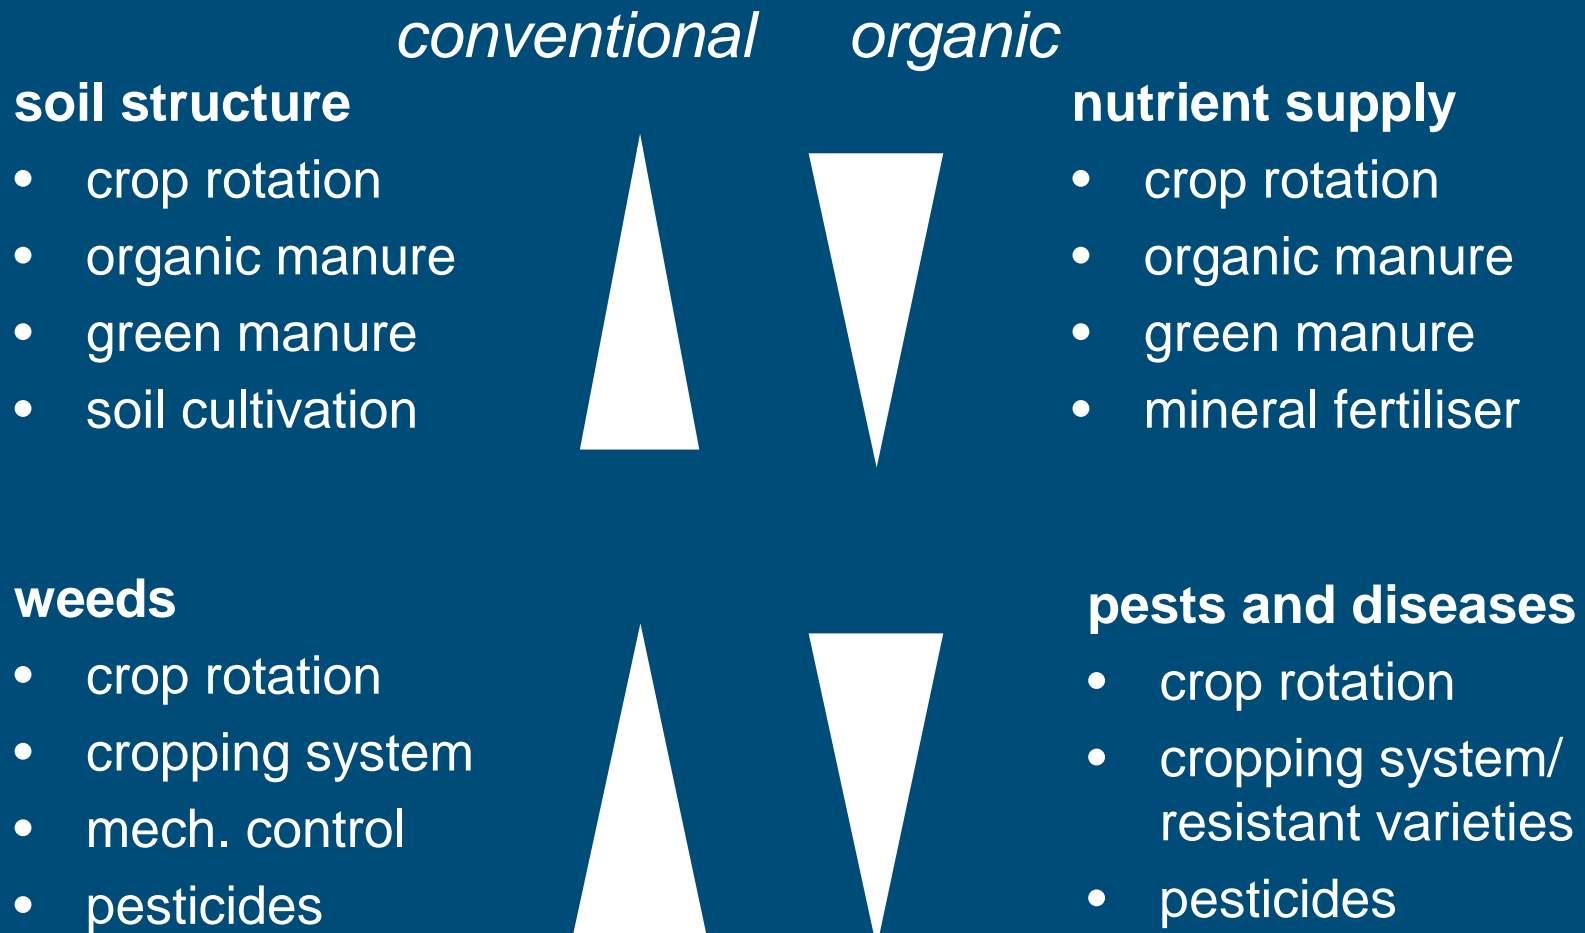 conventional organic
soil structure
• crop rotation
• organic manure
• green manure
• soil cultivation
nutrient supply
• crop rotation
• organic manure
• green manure
• mineral fertiliser
weeds
• crop rotation
• cropping system
• mech. control
• pesticides
pests and diseases
• crop rotation
• cropping system/
resistant varieties
• pesticides